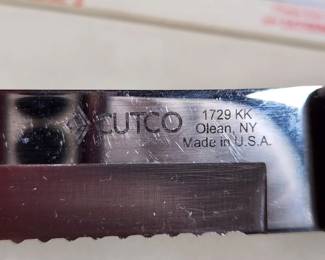 CUTCO
1729 KK
Olean, NY
Made in U.S.A.